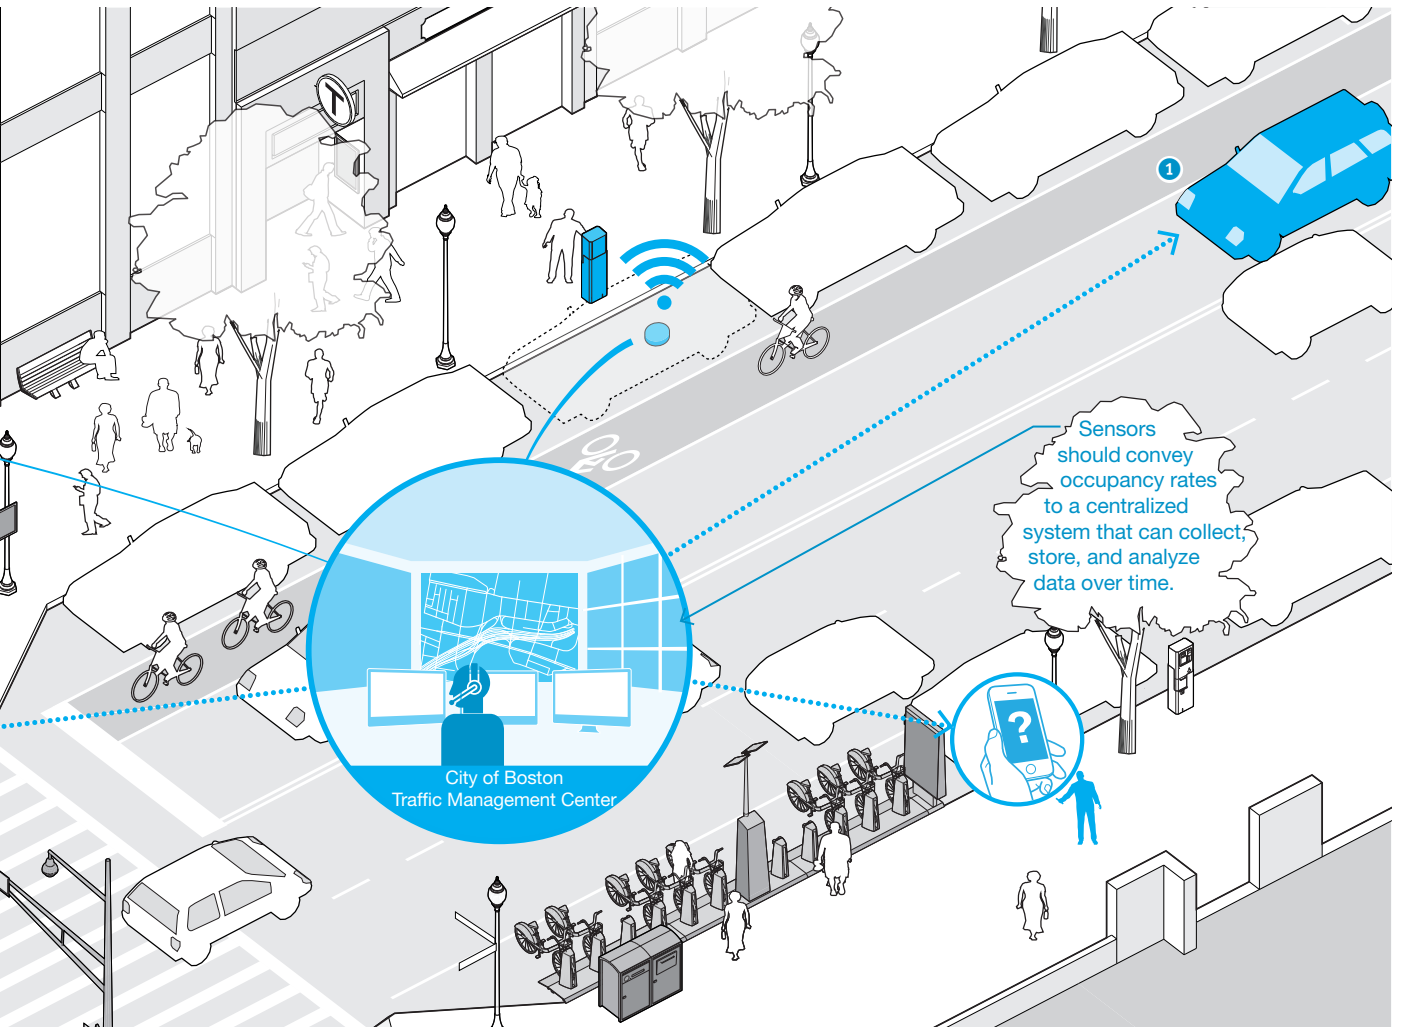 T
1
Sensors
should convey
occupancy rates
to a centralized
system that can collect,
store, and analyze
data over time.
?
City of Boston
Traffic Management Center